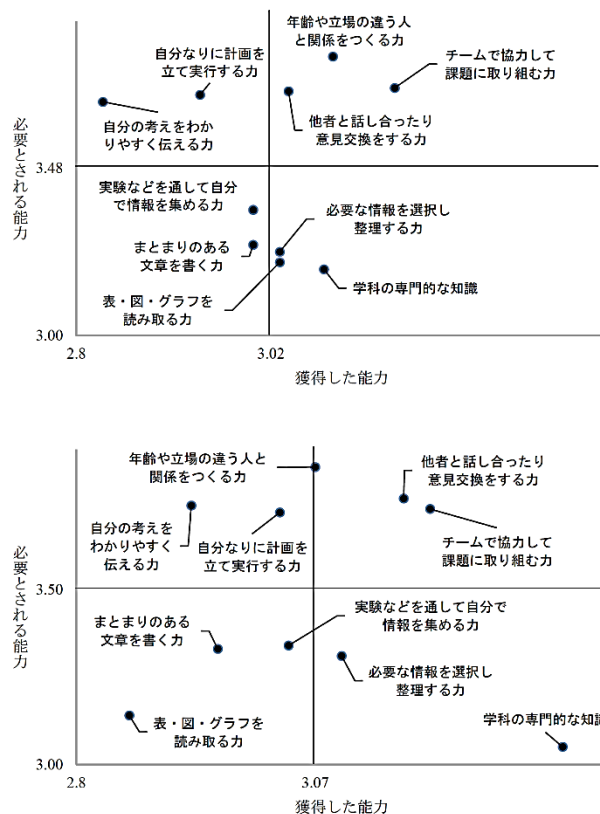 年齢や立場の違う人
と関係をつくる力
自分なりに計画を
立て実行する力
チームで協力して
課題に取り組む力
自分の考えをわか
りやすく伝える力
他者と話し合ったり
意見交換をする力
必要とされる能力
3.48
実験などを通して自分
で情報を集める力
必要な情報を選択し
整理する力
まとまりのある
文章を書く力
学科の専門的な知識
表・図・グラフを
読み取る力
3.00
2.8
3.02
獲得した能力
年齢や立場の違う人と
関係をつくる力
他者と話し合ったり
意見交換をする力
自分の考えを
わかりやすく
伝える力
自分なりに計画を
立て実行する力
チームで協力して
課題に取り組む力
必要とされる能力
3.50
まとまりのある
文章を書く力
実験などを通して自分で
情報を集める力
必要な情報を選択し
整理する力
表・図・グラフを
読み取る力
学科の専門的な知識
3.00
2.8
3.07
獲得した能力